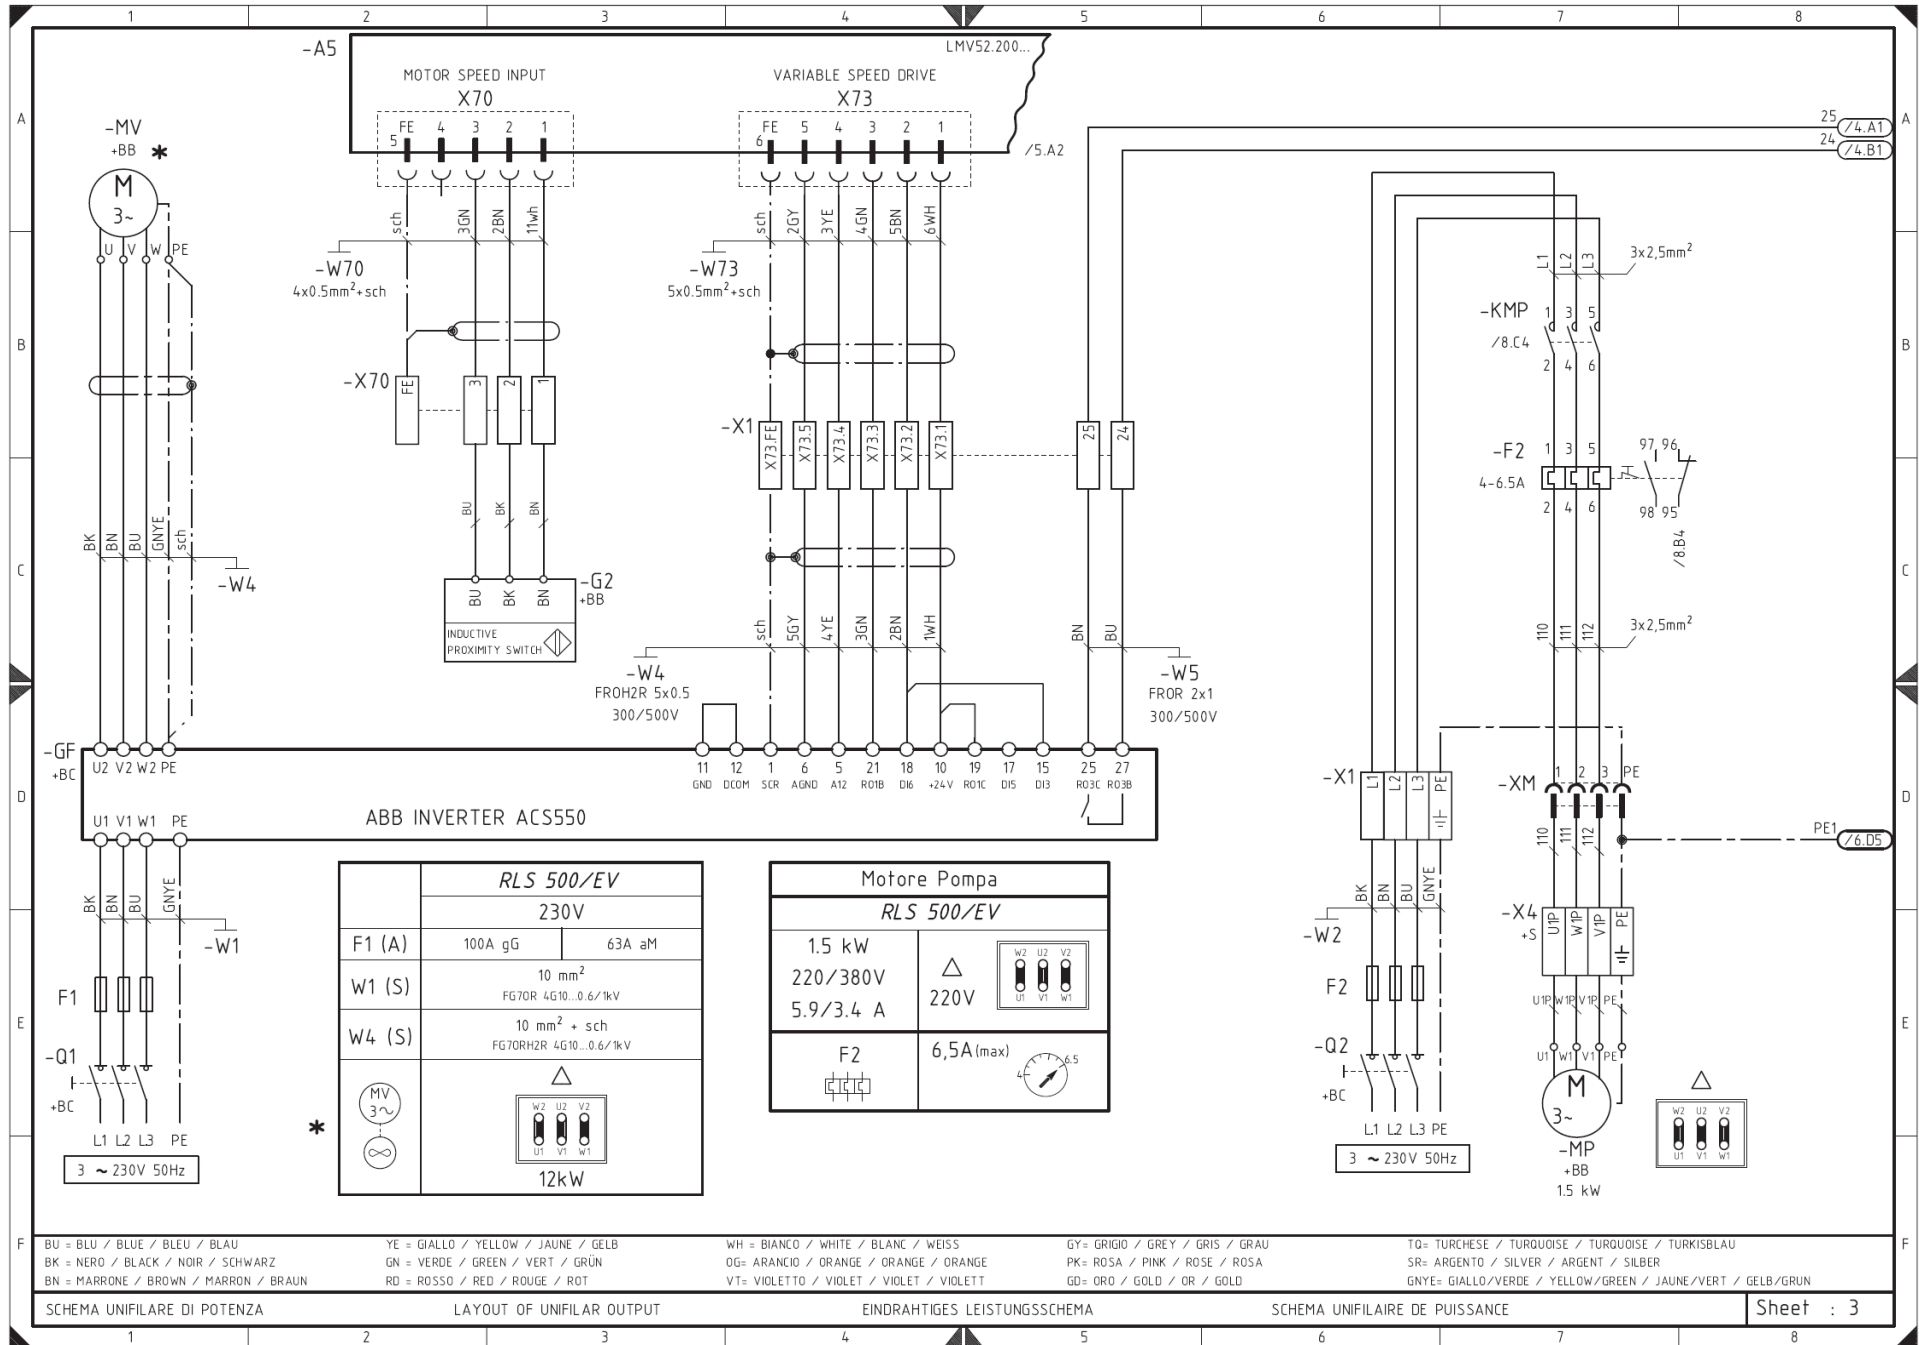 1 2 3 4 5 6 7 8
-A5
LMV52.200...
MOTOR SPEED INPUT
X70
VARIABLE SPEED DRIVE
X73
A
A
FE 4 3 2 1
5
FE 5 4 3 2 1
6
/5.A2
25 /4.A1
24 /4.B1
-MV
+BB *
M
3~
U V W PE
sch 3GN 2BN 11wh
-W70
4x0.5mm²+sch
sch 2GY 3YE 4GN 5BN 6WH
-W73
5x0.5mm²+sch
L1 L2 L3
3x2,5mm²
-KMP
/8.C4
1 3 5
2 4 6
B
B
-X70
FE 3 2 1
-X1
X73.FE X73.5 X73.4 X73.3 X73.2 X73.1
25 24
-F2
4-6.5A
1 3 5
2 4 6
97 96
98 95
/8.B4
BU BK BN
-G2
+BB
BU BK BN
INDUCTIVE
PROXIMITY SWITCH
C
C
BK BN BU GNYE sch
-W4
sch 5GY 4YE 3GN 2BN 1WH
-W4
FROH2R 5x0.5
300/500V
BN BU
-W5
FROR 2x1
300/500V
110 111 112
3x2,5mm²
-GF
+BC
U2 V2 W2 PE
11 12 1 6 5 21 18 10 19 17 15 25 27
GND DCOM SCR AGND A12 RO1B DI6 +24V RO1C DI5 DI3 RO3C RO3B
ABB INVERTER ACS550
U1 V1 W1 PE
D
D
-X1
L1 L2 L3 PE
-XM
1 2 3 PE
110 111 112
PE1 /6.D5
BK BN BU GNYE
-W1
F1
-Q1
+BC
L1 L2 L3 PE
3 ~ 230V 50Hz
RLS 500/EV
230V
F1 (A) 100A gG 63A aM
W1 (S) 10 mm²
FG7OR 4G10...0.6/1kV
W4 (S) 10 mm² + sch
FG7ORH2R 4G10...0.6/1kV
MV
3~
W2 U2 V2
U1 V1 W1
12kW
*
Motore Pompa
RLS 500/EV
1.5 kW
220/380V
5.9/3.4 A
220V
W2 U2 V2
U1 V1 W1
F2
6,5A(max)
4 6.5
BK BN BU GNYE
-W2
F2
-Q2
+BC
L1 L2 L3 PE
3 ~ 230V 50Hz
-X4
+S
U1P W1P V1P PE
U1P W1P V1P PE
U1 W1 V1 PE
M
3~
-MP
+BB
1.5 kW
W2 U2 V2
U1 V1 W1
E
E
F
F
BU = BLU / BLUE / BLEU / BLAU
BK = NERO / BLACK / NOIR / SCHWARZ
BN = MARRONE / BROWN / MARRON / BRAUN
YE = GIALLO / YELLOW / JAUNE / GELB
GN = VERDE / GREEN / VERT / GRÜN
RD = ROSSO / RED / ROUGE / ROT
WH = BIANCO / WHITE / BLANC / WEISS
OG= ARANCIO / ORANGE / ORANGE / ORANGE
VT= VIOLETTO / VIOLET / VIOLET / VIOLETT
GY= GRIGIO / GREY / GRIS / GRAU
PK= ROSA / PINK / ROSE / ROSA
GD= ORO / GOLD / OR / GOLD
TQ= TURCHESE / TURQUOISE / TURQUOISE / TURKISBLAU
SR= ARGENTO / SILVER / ARGENT / SILBER
GNYE= GIALLO/VERDE / YELLOW/GREEN / JAUNE/VERT / GELB/GRUN
SCHEMA UNIFILARE DI POTENZA LAYOUT OF UNIFILAR OUTPUT EINDRAHTIGES LEISTUNGSSCHEMA SCHEMA UNIFILAIRE DE PUISSANCE Sheet : 3
1 2 3 4 5 6 7 8